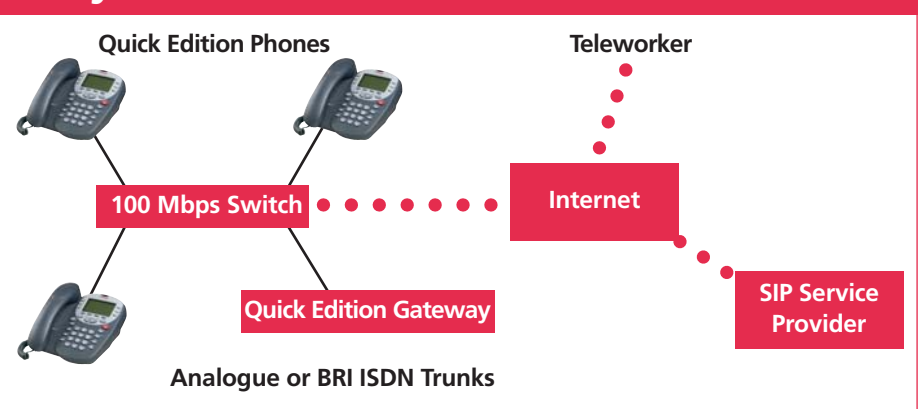 Quick Edition Phones
Teleworker
100 Mbps Switch
Internet
Quick Edition Gateway
SIP Service
Provider
Analogue or BRI ISDN Trunks